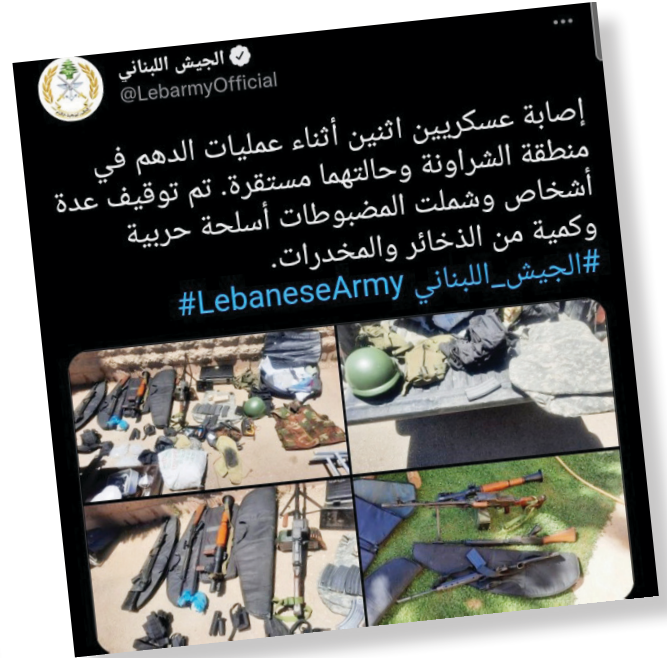 الجيش اللبناني
@LebarmyOfficial
إصابة عسكريين اثنين أثناء عمليات الدهم في
منطقة الشراونة وحالتهما مستقرة. تم توقيف عدة
أشخاص وشملت المضبوطات أسلحة حربية
وكمية من الذخائر والمخدرات.
#الجيش_اللبناني #LebaneseArmy